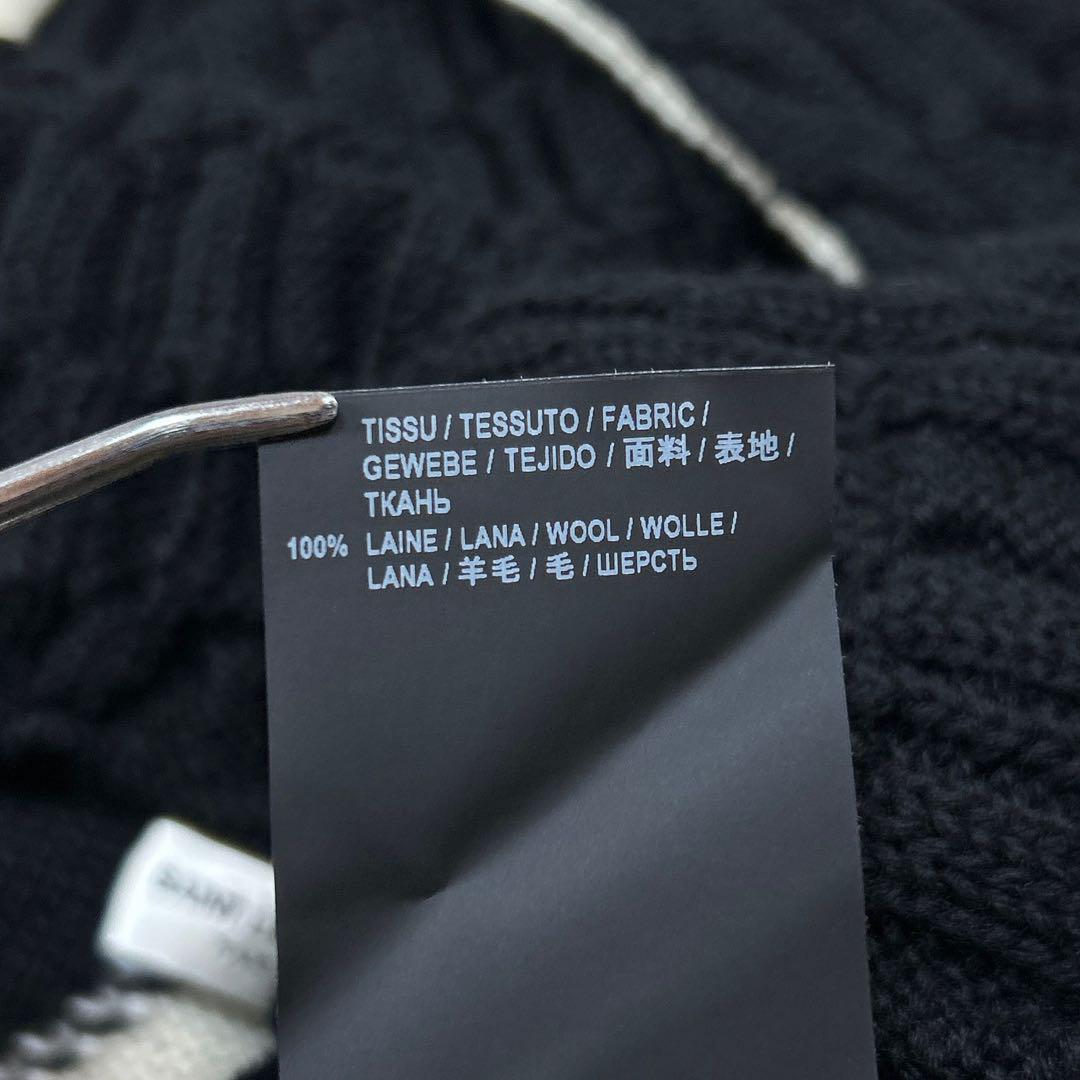 TISSU / TESSUTO / FABRIC /
GEWEBE / TEJIDO / 面料 / 表地 /
ТКАНЬ
100% LAINE / LANA / WOOL / WOLLE /
LANA / 羊毛 / 毛 / ШЕРСТЬ
SAINT